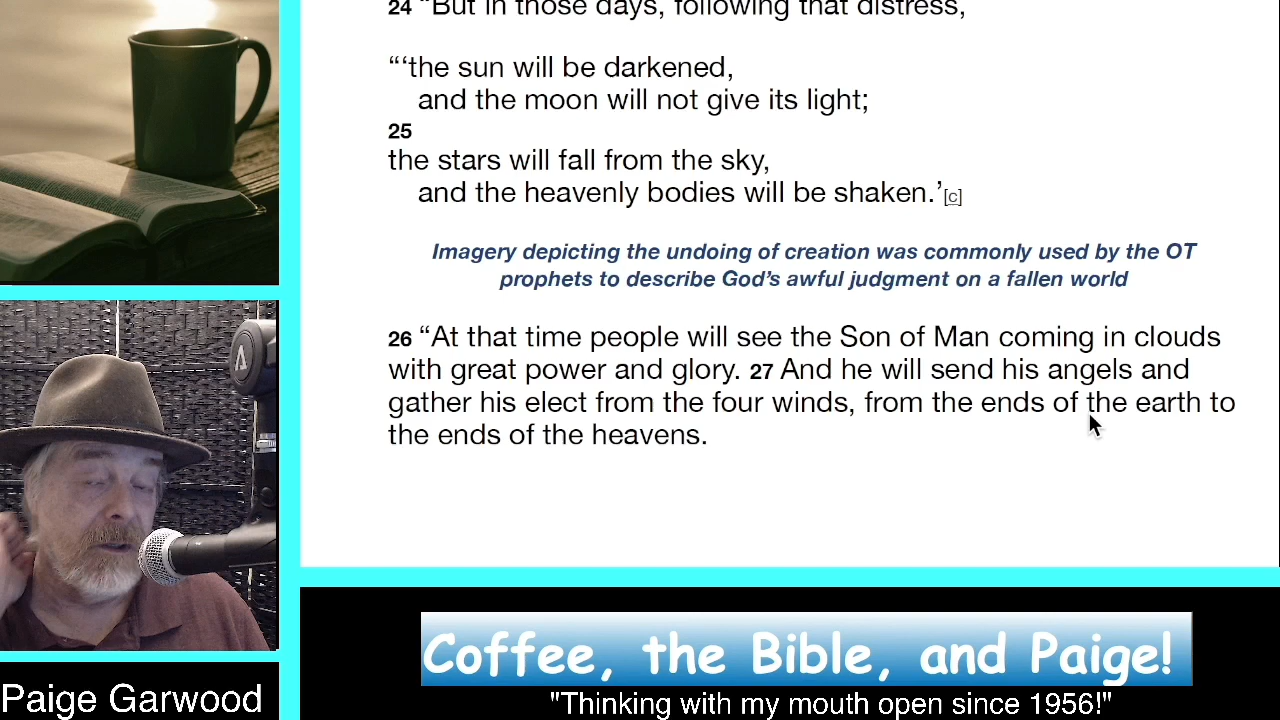 24 “But in those days, following that distress,
“‘the sun will be darkened,
and the moon will not give its light;
25
the stars will fall from the sky,
and the heavenly bodies will be shaken.’[c]
Imagery depicting the undoing of creation was commonly used by the OT
prophets to describe God’s awful judgment on a fallen world
26 “At that time people will see the Son of Man coming in clouds
with great power and glory. 27 And he will send his angels and
gather his elect from the four winds, from the ends of the earth to
the ends of the heavens.
Coffee, the Bible, and Paige!
"Thinking with my mouth open since 1956!"
Paige Garwood